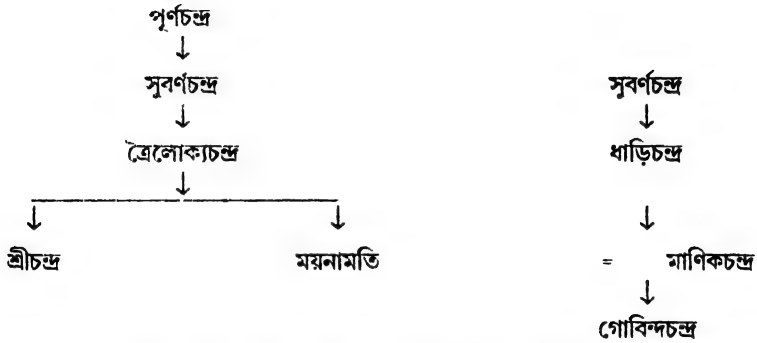 পূর্ণচন্দ্র
↓
সুবর্ণচন্দ্র সুবর্ণচন্দ্র
↓ ↓
ত্রৈলোক্যচন্দ্র ধাড়িচন্দ্র
↓
↓ ↓ ↓
শ্রীচন্দ্র ময়নামতি = মাণিকচন্দ্র
↓
গোবিন্দচন্দ্র